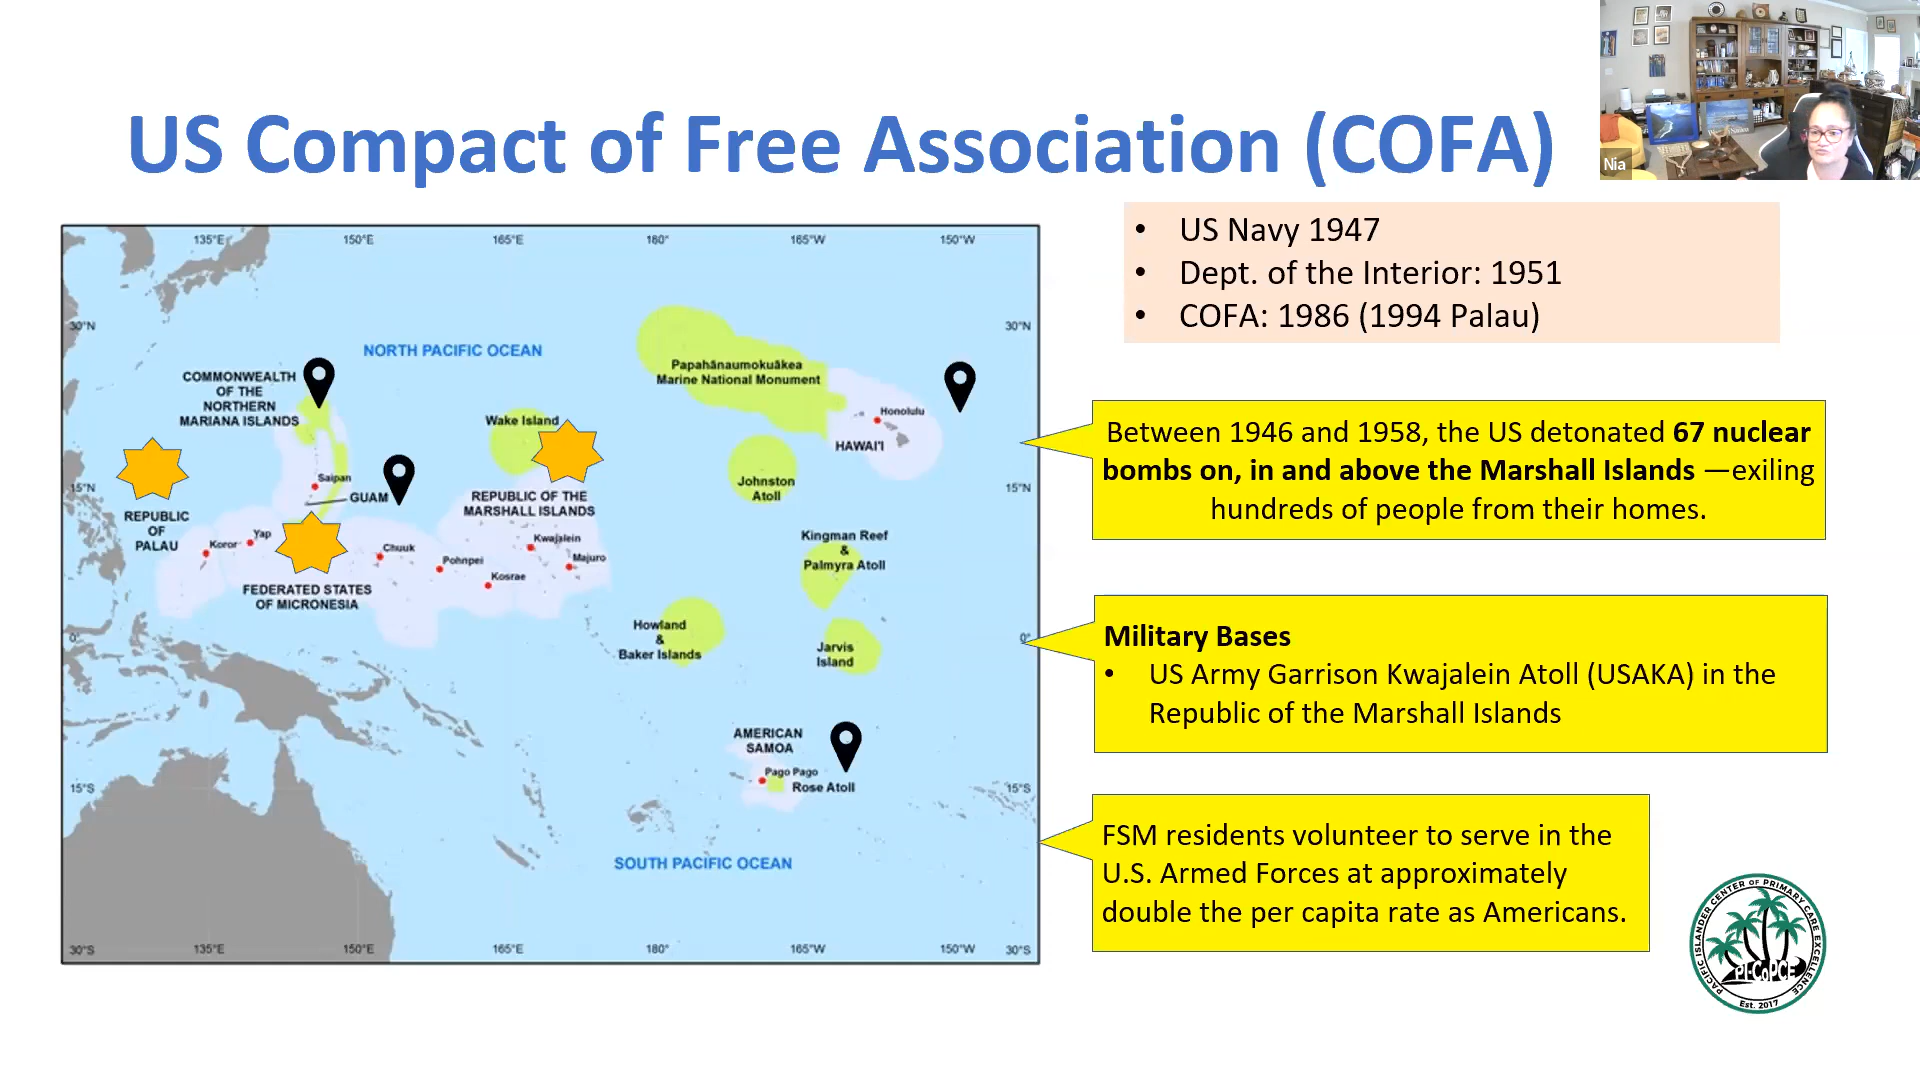 US Compact of Free Association (COFA)
Nia
• US Navy 1947
• Dept. of the Interior: 1951
• COFA: 1986 (1994 Palau)
135°E
150°E
165°E
180°
165°W
150°W
30°N
30°N
NORTH PACIFIC OCEAN
COMMONWEALTH
OF THE
NORTHERN
MARIANA ISLANDS
Papahānaumokuākea
Marine National Monument
Wake Island
Honolulu
HAWAI'I
Saipan
GUAM
15°N
15°N
Johnston
Atoll
REPUBLIC OF THE
MARSHALL ISLANDS
REPUBLIC
OF
PALAU
Koror
Yap
Chuuk
Pohnpei
Kosrae
Kwajalein
Majuro
Kingman Reef
&
Palmyra Atoll
FEDERATED STATES
OF MICRONESIA
Howland
&
Baker Islands
Jarvis
Island
0°
0°
AMERICAN
SAMOA
Pago Pago
Rose Atoll
15°S
15°S
SOUTH PACIFIC OCEAN
30°S
135°E
150°E
165°E
180°
165°W
150°W
30°S
Between 1946 and 1958, the US detonated 67 nuclear
bombs on, in and above the Marshall Islands —exiling
hundreds of people from their homes.
Military Bases
• US Army Garrison Kwajalein Atoll (USAKA) in the
Republic of the Marshall Islands
FSM residents volunteer to serve in the
U.S. Armed Forces at approximately
double the per capita rate as Americans.
PACIFIC ISLANDER CENTER OF PRIMARY CARE EXCELLENCE
PI-CoPCE
Est. 2017